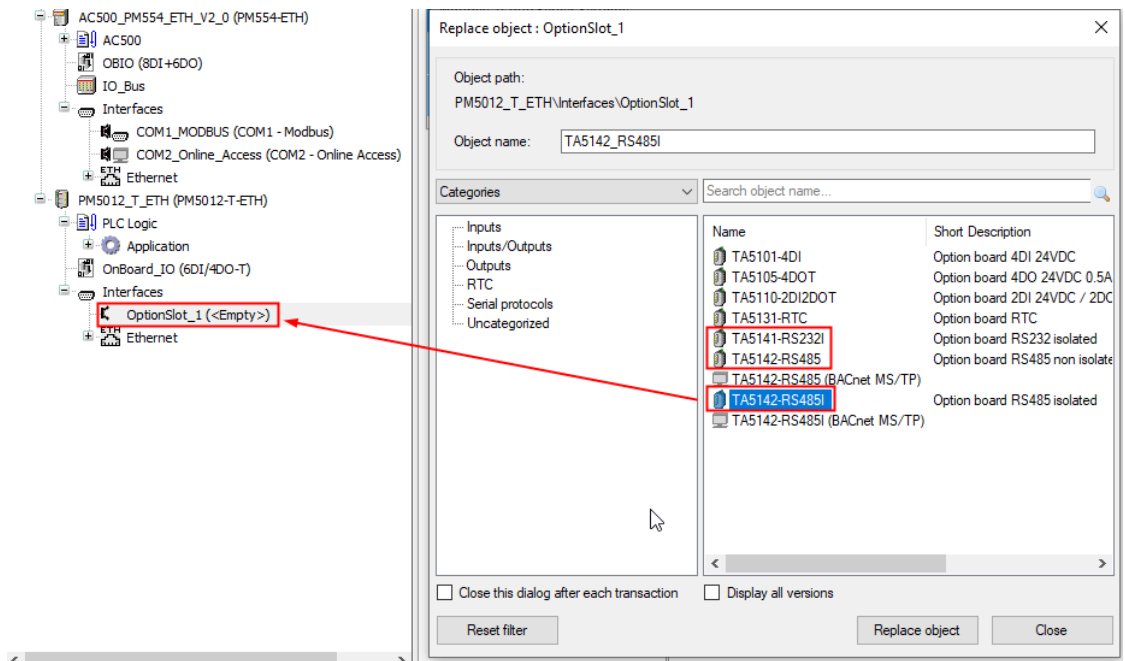 AC500_PM554_ETH_V2_0 (PM554-ETH)
AC500
OBIO (8DI+6DO)
IO_Bus
Interfaces
COM1_MODBUS (COM1 - Modbus)
COM2_Online_Access (COM2 - Online Access)
ETH Ethernet
PM5012_T_ETH (PM5012-T-ETH)
PLC Logic
Application
OnBoard_IO (6DI/4DO-T)
Interfaces
OptionSlot_1 (<Empty>)
ETH Ethernet
Replace object : OptionSlot_1
Object path:
PM5012_T_ETH\Interfaces\OptionSlot_1
Object name: TA5142_RS485I
Categories Search object name...
Inputs
Inputs/Outputs
Outputs
RTC
Serial protocols
Uncategorized
Name Short Description
TA5101-4DI Option board 4DI 24VDC
TA5105-4DOT Option board 4DO 24VDC 0.5A
TA5110-2DI2DOT Option board 2DI 24VDC / 2DC
TA5131-RTC Option board RTC
TA5141-RS232I Option board RS232 isolated
TA5142-RS485 Option board RS485 non isolate
TA5142-RS485 (BACnet MS/TP)
TA5142-RS485I Option board RS485 isolated
TA5142-RS485I (BACnet MS/TP)
Close this dialog after each transaction Display all versions
Reset filter Replace object Close